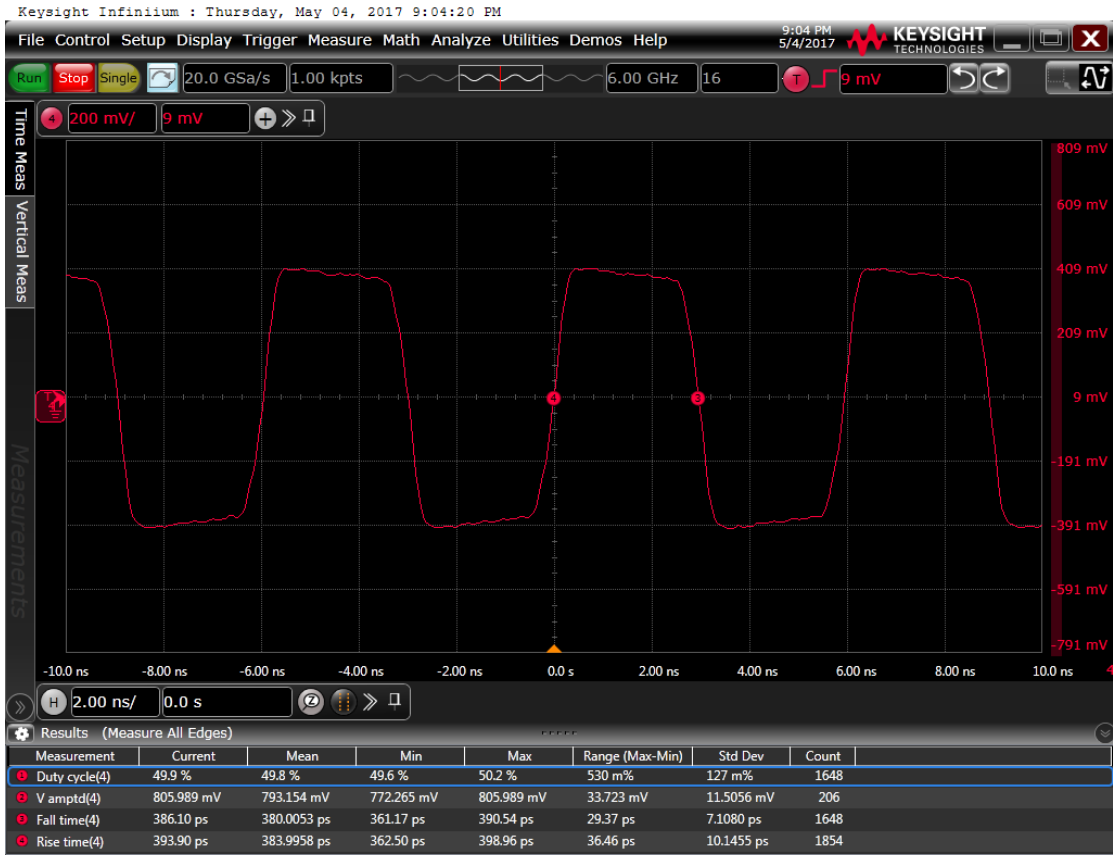 Keysight Infiniium : Thursday, May 04, 2017 9:04:20 PM
File Control Setup Display Trigger Measure Math Analyze Utilities Demos Help 9:04 PM 5/4/2017 KEYSIGHT TECHNOLOGIES X
Run Stop Single 20.0 GSa/s 1.00 kpts 6.00 GHz 16 T 9 mV
4 200 mV/ 9 mV +
Time Meas
Vertical Meas
Measurements
809 mV
609 mV
409 mV
209 mV
T 4 3 9 mV
-191 mV
-391 mV
-591 mV
-791 mV
-10.0 ns -8.00 ns -6.00 ns -4.00 ns -2.00 ns 0.0 s 2.00 ns 4.00 ns 6.00 ns 8.00 ns 10.0 ns
H 2.00 ns/ 0.0 s Z
Results (Measure All Edges)
Measurement Current Mean Min Max Range (Max-Min) Std Dev Count
1 Duty cycle(4) 49.9 % 49.8 % 49.6 % 50.2 % 530 m% 127 m% 1648
2 V amptd(4) 805.989 mV 793.154 mV 772.265 mV 805.989 mV 33.723 mV 11.5056 mV 206
3 Fall time(4) 386.10 ps 380.0053 ps 361.17 ps 390.54 ps 29.37 ps 7.1080 ps 1648
4 Rise time(4) 393.90 ps 383.9958 ps 362.50 ps 398.96 ps 36.46 ps 10.1455 ps 1854